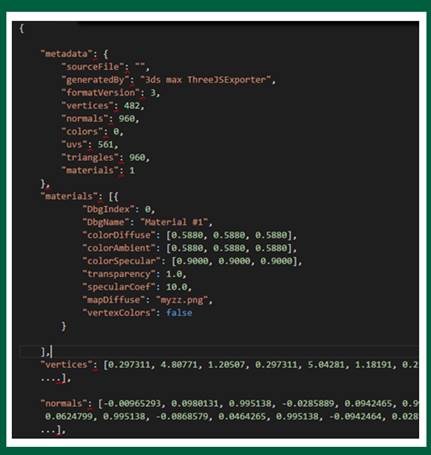 {
"metadata": {
"sourceFile": "",
"generatedBy": "3ds max ThreeJSExporter",
"formatVersion": 3,
"vertices": 482,
"normals": 960,
"colors": 0,
"uvs": 561,
"triangles": 960,
"materials": 1
},
"materials": [{
"DbgIndex": 0,
"DbgName": "Material #1",
"colorDiffuse": [0.5880, 0.5880, 0.5880],
"colorAmbient": [0.5880, 0.5880, 0.5880],
"colorSpecular": [0.9000, 0.9000, 0.9000],
"transparency": 1.0,
"specularCoef": 10.0,
"mapDiffuse": "myzz.png",
"vertexColors": false
}
],
"vertices": [0.297311, 4.80771, 1.20507, 0.297311, 5.04281, 1.18191, 0.2
....],
"normals": [-0.00965293, 0.0980131, 0.995138, -0.0285889, 0.0942465, 0.9
0.0624799, 0.995138, -0.0868579, 0.0464265, 0.995138, -0.0942464, 0.028
...],